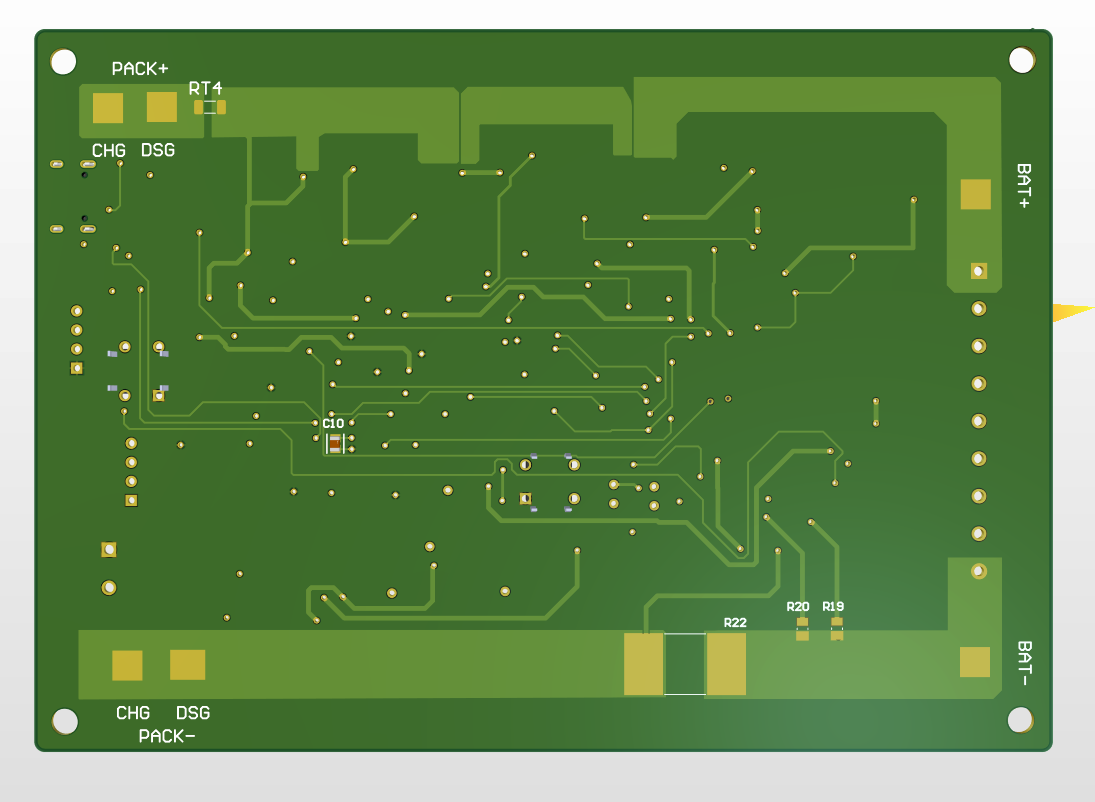 PACK+
RT4
CHG DSG
BAT+
C10
R20 R19
R22
BAT-
CHG DSG
PACK-